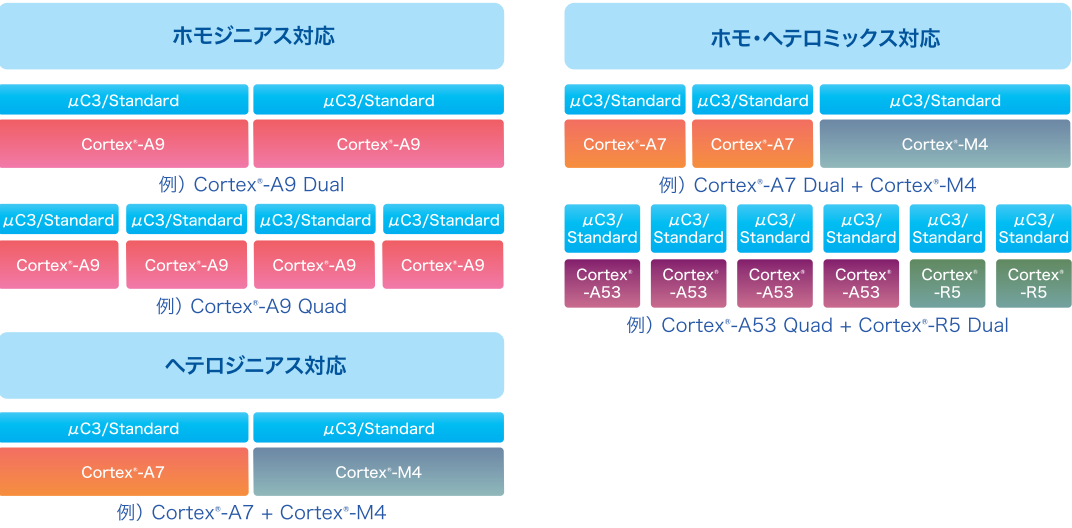 ホモジニアス対応
μC3/Standard μC3/Standard
Cortex®-A9 Cortex®-A9
例）Cortex®-A9 Dual
μC3/Standard μC3/Standard μC3/Standard μC3/Standard
Cortex®-A9 Cortex®-A9 Cortex®-A9 Cortex®-A9
例）Cortex®-A9 Quad
ヘテロジニアス対応
μC3/Standard μC3/Standard
Cortex®-A7 Cortex®-M4
例）Cortex®-A7 + Cortex®-M4
ホモ・ヘテロミックス対応
μC3/Standard μC3/Standard μC3/Standard
Cortex®-A7 Cortex®-A7 Cortex®-M4
例）Cortex®-A7 Dual + Cortex®-M4
μC3/ μC3/ μC3/ μC3/ μC3/ μC3/
Standard Standard Standard Standard Standard Standard
Cortex® Cortex® Cortex® Cortex® Cortex® Cortex®
-A53 -A53 -A53 -A53 -R5 -R5
例）Cortex®-A53 Quad + Cortex®-R5 Dual